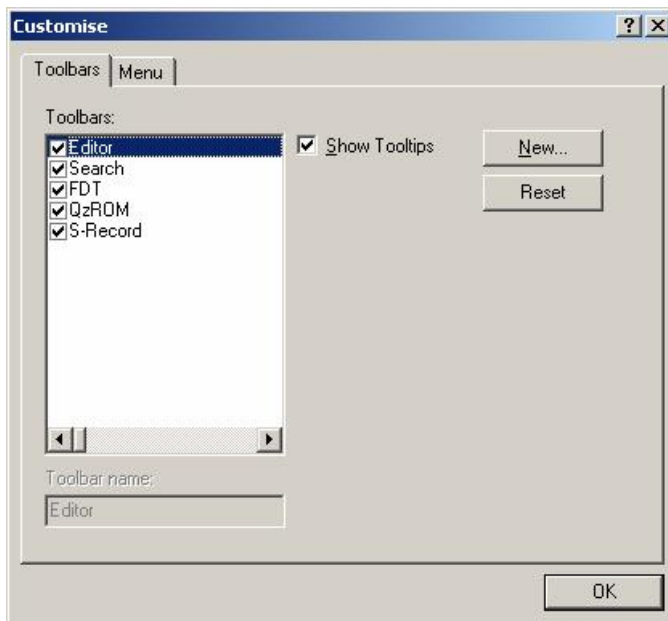 Customise
Toolbars Menu
Toolbars:
Editor
Search
FDT
QzROM
S-Record
Show Tooltips
New...
Reset
Toolbar name:
Editor
OK